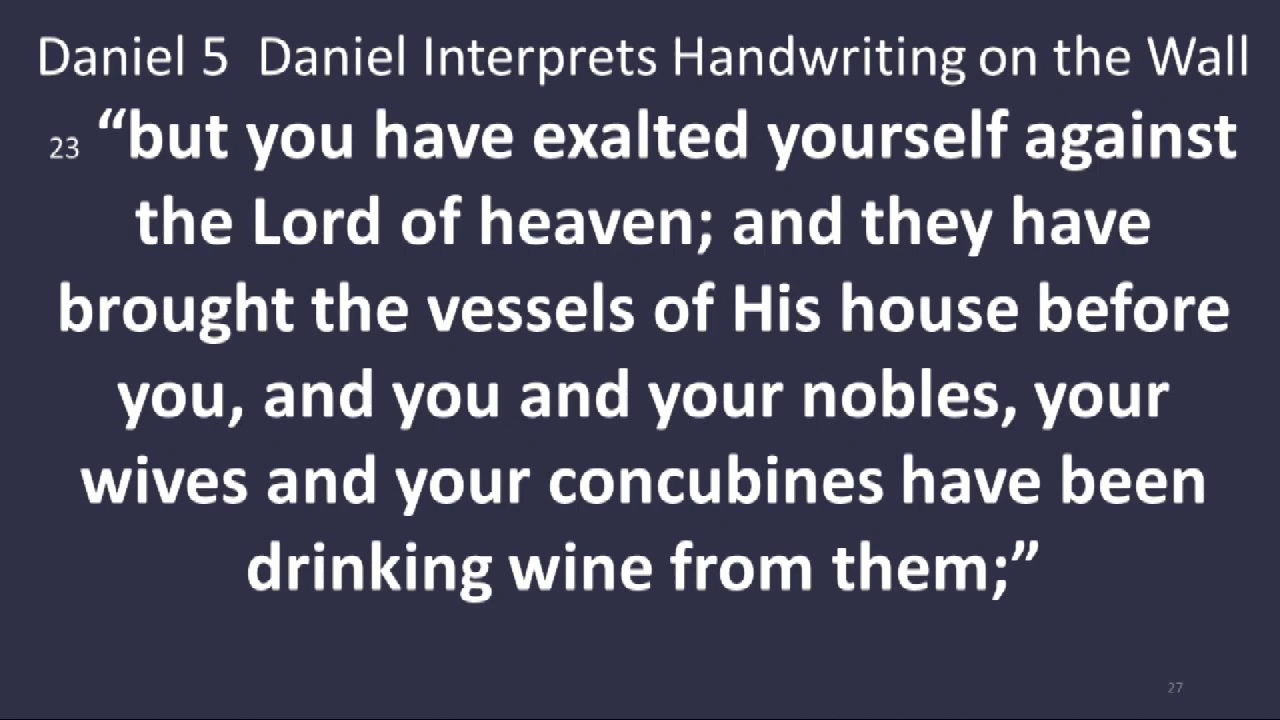 Daniel 5  Daniel Interprets Handwriting on the Wall
23 “but you have exalted yourself against
the Lord of heaven; and they have
brought the vessels of His house before
you, and you and your nobles, your
wives and your concubines have been
drinking wine from them;”
27